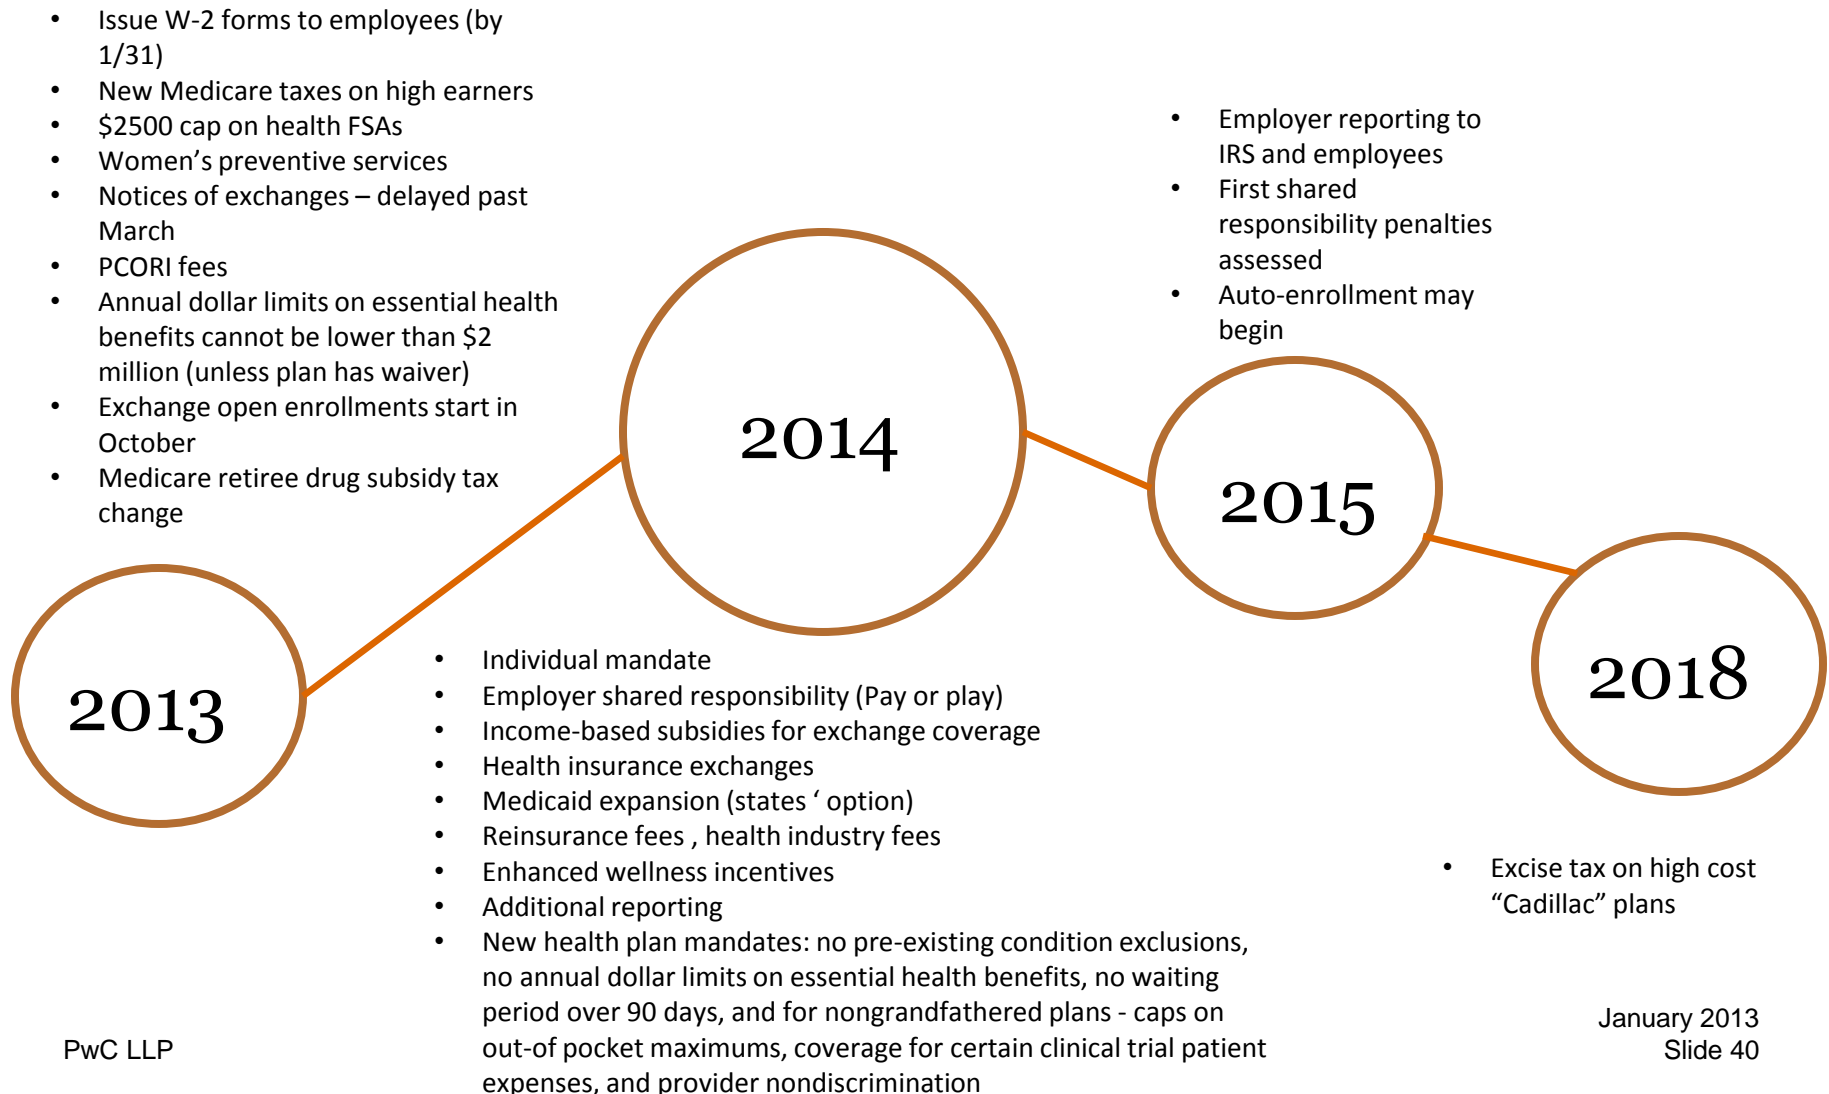 • Issue W-2 forms to employees (by
1/31)
• New Medicare taxes on high earners
• $2500 cap on health FSAs
• Women’s preventive services
• Notices of exchanges – delayed past
March
• PCORI fees
• Annual dollar limits on essential health
benefits cannot be lower than $2
million (unless plan has waiver)
• Exchange open enrollments start in
October
• Medicare retiree drug subsidy tax
change
2013
2014
• Individual mandate
• Employer shared responsibility (Pay or play)
• Income-based subsidies for exchange coverage
• Health insurance exchanges
• Medicaid expansion (states ‘ option)
• Reinsurance fees , health industry fees
• Enhanced wellness incentives
• Additional reporting
• New health plan mandates: no pre-existing condition exclusions,
no annual dollar limits on essential health benefits, no waiting
period over 90 days, and for nongrandfathered plans - caps on
out-of pocket maximums, coverage for certain clinical trial patient
expenses, and provider nondiscrimination
• Employer reporting to
IRS and employees
• First shared
responsibility penalties
assessed
• Auto-enrollment may
begin
2015
2018
• Excise tax on high cost
“Cadillac” plans
PwC LLP
January 2013
Slide 40